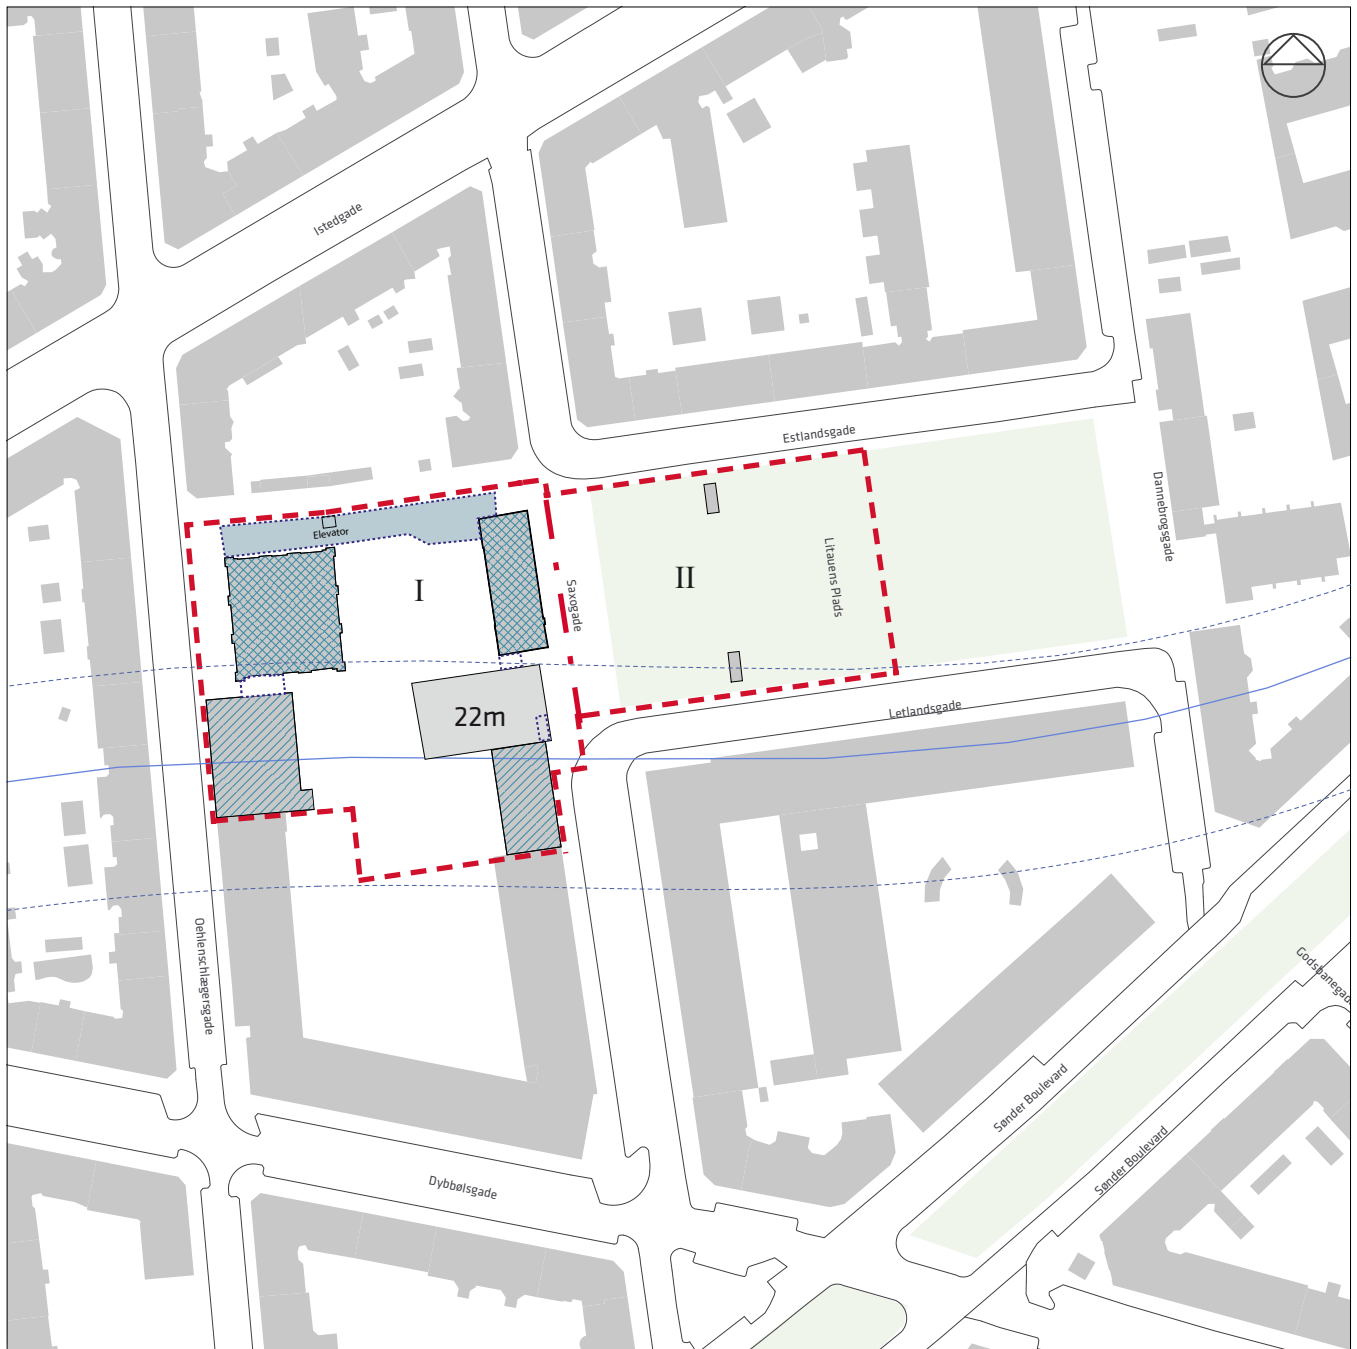 Istedgade
Estlandsgade
Dannebrogsgade
Elevator
I
II
Litauens Plads
Saxogade
22m
Letlandsgade
Oehlenschlægersgade
Godsbanegade
Sønder Boulevard
Sønder Boulevard
Dybbølsgade